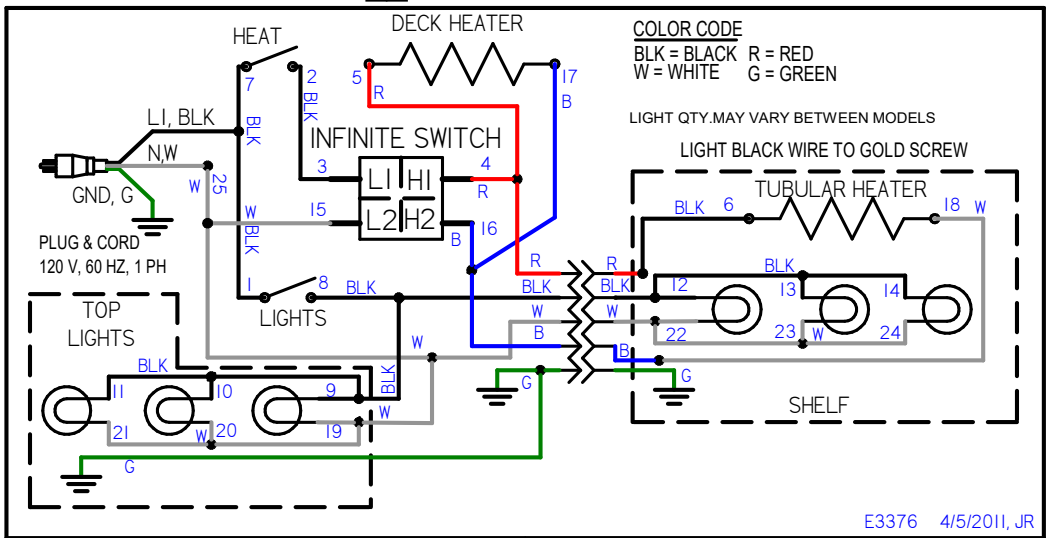 DECK HEATER
HEAT
COLOR CODE
BLK = BLACK R = RED
W = WHITE G = GREEN
5
17
R
B
7
2
BLK
BLK
LIGHT QTY.MAY VARY BETWEEN MODELS
L1, BLK
INFINITE SWITCH
LIGHT BLACK WIRE TO GOLD SCREW
N,W
3
4
L1 H1
R
TUBULAR HEATER
W
25
GND, G
BLK
6
18
W
15
L2 H2
16
W
B
BLK
PLUG & CORD
120 V, 60 HZ, 1 PH
R
R
BLK
1
8
BLK
BLK
BLK
12
13
14
TOP
LIGHTS
LIGHTS
W
W
22
23
W
24
W
B
B
BLK
BLK
11
10
9
G
G
W
SHELF
21
W
20
19
G
E3376 4/5/2011, JR